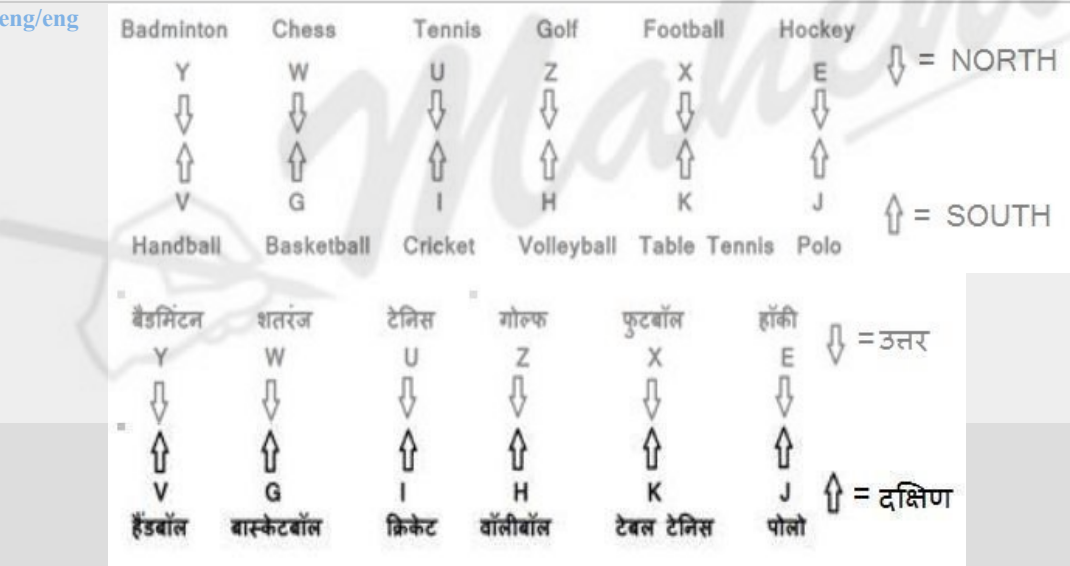 eng/eng
Badminton Chess Tennis Golf Football Hockey
Y W U Z X E
⇩ = NORTH
V G I H K J
⇧ = SOUTH
Handball Basketball Cricket Volleyball Table Tennis Polo
बैडमिंटन शतरंज टेनिस गोल्फ फुटबॉल हॉकी
Y W U Z X E
⇩ =उत्तर
V G I H K J
⇧ = दक्षिण
हैंडबॉल बास्केटबॉल क्रिकेट वॉलीबॉल टेबल टेनिस पोलो